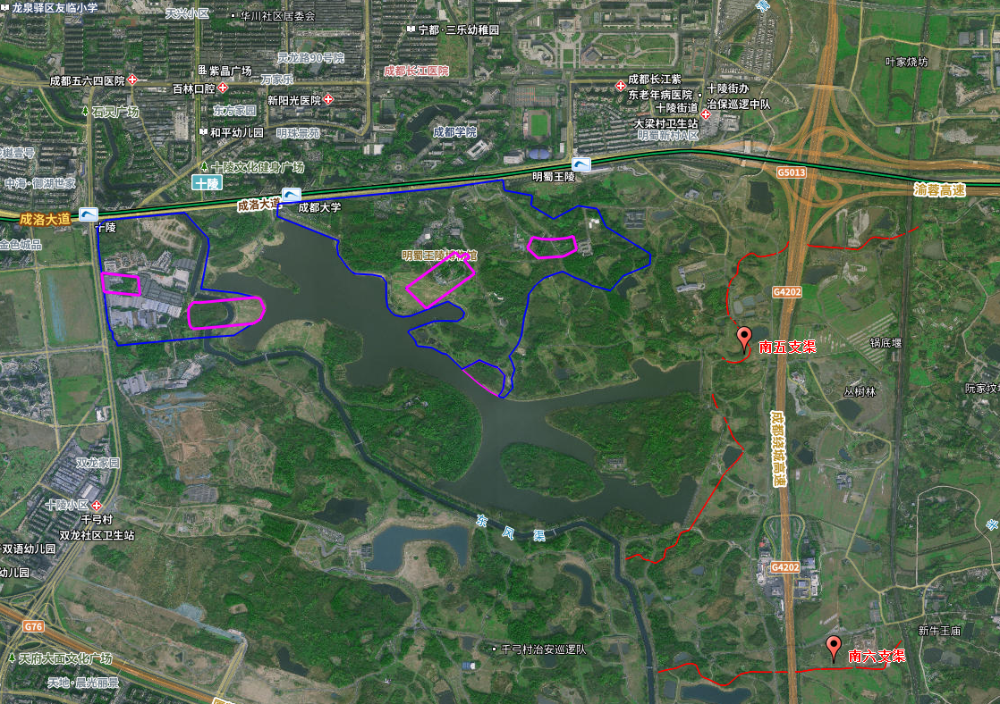 龙泉驿区友临小学
天兴小区
华川社区居委会
宁都·三乐幼稚园
灵龙路90号院
成都长江医院
叶家烧坊
紫晶广场
成都五六四医院
万家乐
百林口腔
新阳光医院
成都长江紫
东老年病医院
十陵街办
治保巡逻中队
石灵广场
东方家园
十陵街道
大梁村卫生站
和平幼儿园
明珠景苑
成都学院
明蜀新村A区
十陵文化健身广场
中海·御湖世家
十陵
明蜀王陵
G5013
渝蓉高速
成洛大道
成洛大道
成都大学
十陵
金色城品
明蜀王陵博物馆
G4202
南五支渠
锅底堰
丛树林
成都绕城高速
双龙家园
十陵小区
千弓村
双龙社区卫生站
东风渠
双语幼儿园
幼儿园
G4202
G76
新牛王庙
千弓村治安巡逻队
南六支渠
天府大面文化广场
天地·晨光丽景